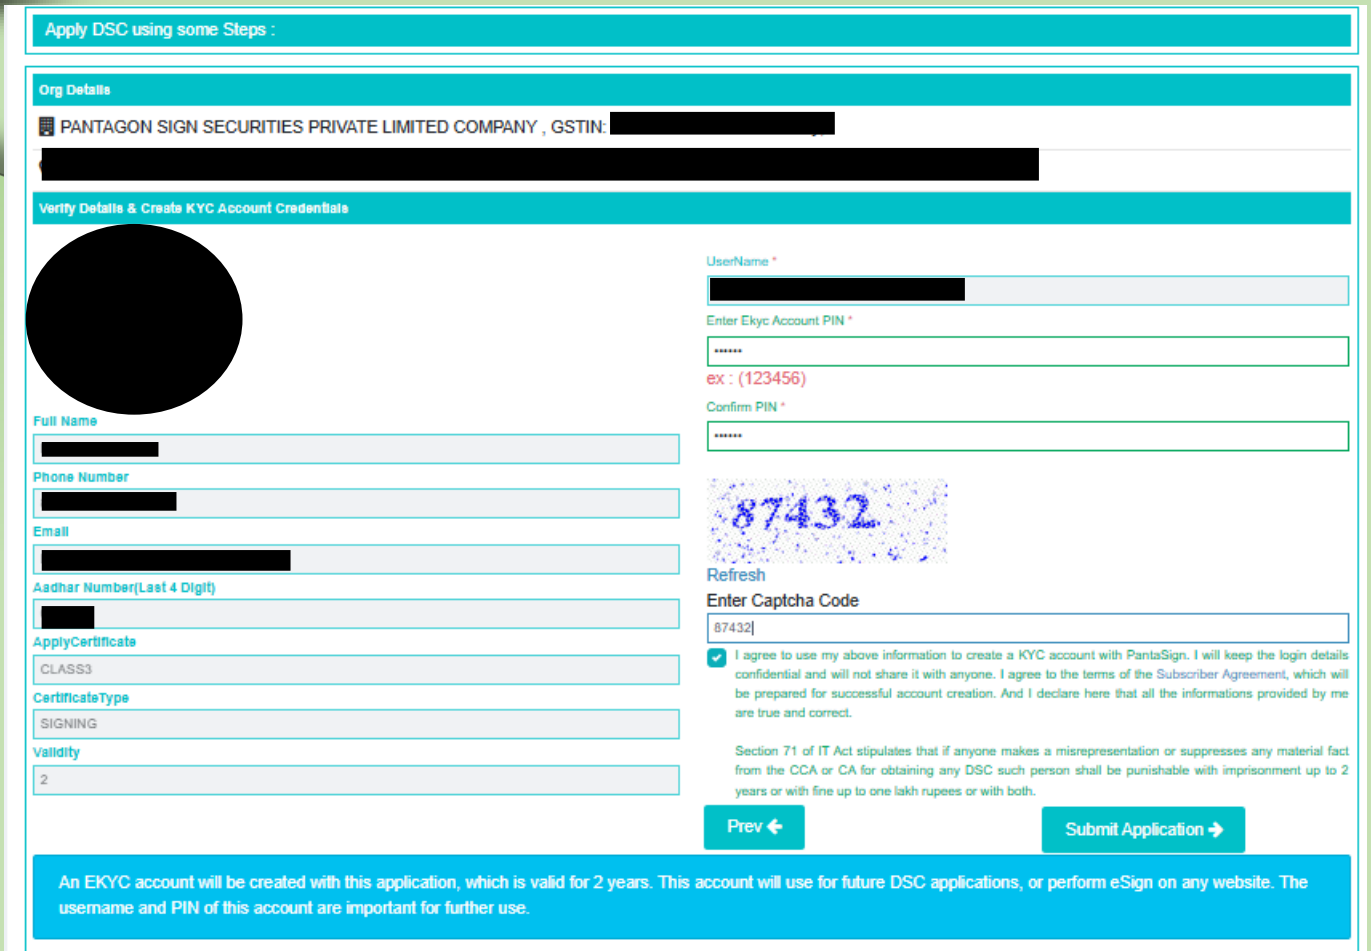 Apply DSC using some Steps :
Org Details
PANTAGON SIGN SECURITIES PRIVATE LIMITED COMPANY , GSTIN:
Verify Details & Create KYC Account Credentials
Full Name
Phone Number
Email
Aadhar Number(Last 4 Digit)
ApplyCertificate
CLASS3
CertificateType
SIGNING
Validity
2
UserName *
Enter Ekyc Account PIN *
••••••
ex : (123456)
Confirm PIN *
••••••
87432
Refresh
Enter Captcha Code
87432
I agree to use my above information to create a KYC account with PantaSign. I will keep the login details
confidential and will not share it with anyone. I agree to the terms of the Subscriber Agreement, which will
be prepared for successful account creation. And I declare here that all the informations provided by me
are true and correct.
Section 71 of IT Act stipulates that if anyone makes a misrepresentation or suppresses any material fact
from the CCA or CA for obtaining any DSC such person shall be punishable with imprisonment up to 2
years or with fine up to one lakh rupees or with both.
Prev
Submit Application
An EKYC account will be created with this application, which is valid for 2 years. This account will use for future DSC applications, or perform eSign on any website. The
username and PIN of this account are important for further use.